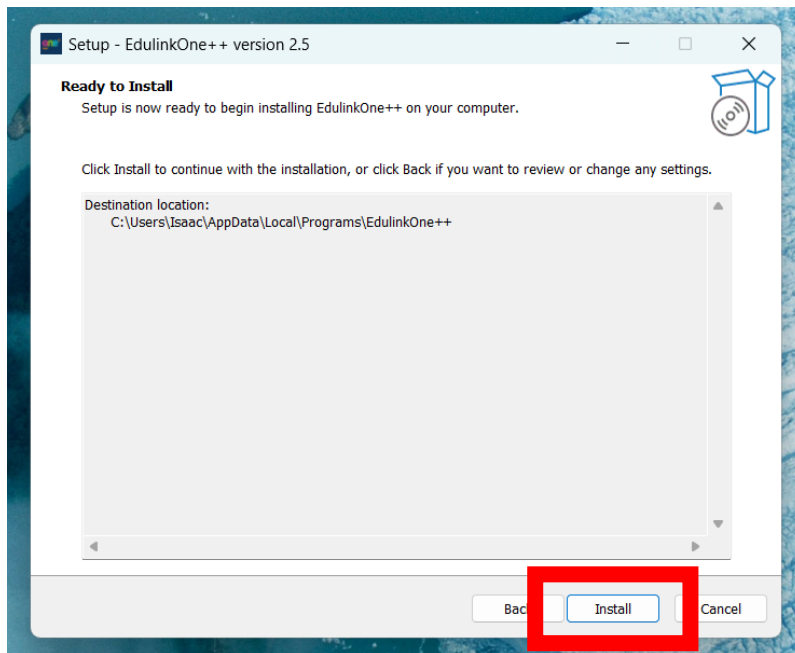 Setup - EdulinkOne++ version 2.5
Ready to Install
Setup is now ready to begin installing EdulinkOne++ on your computer.
Click Install to continue with the installation, or click Back if you want to review or change any settings.
Destination location:
C:\Users\Isaac\AppData\Local\Programs\EdulinkOne++
Bac Install Cancel